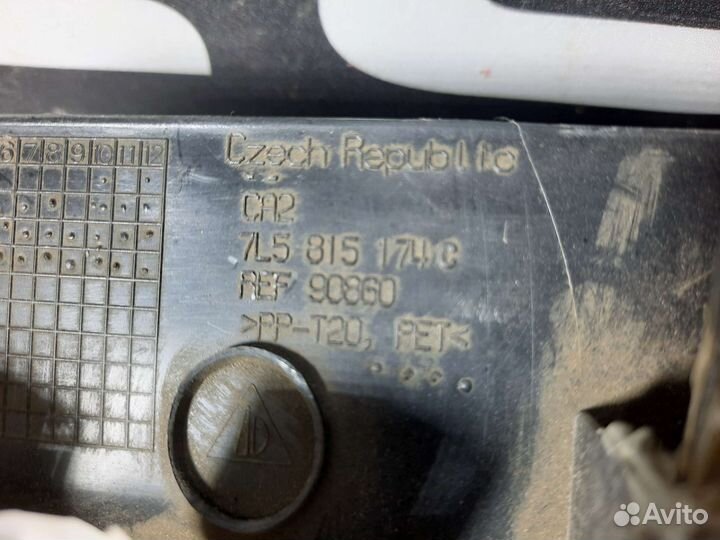 6 7 8 9 10 11 12
Czech Republic
CA2
7L5 815 174 C
REF 90860
>PP-T20, PET<
Avito